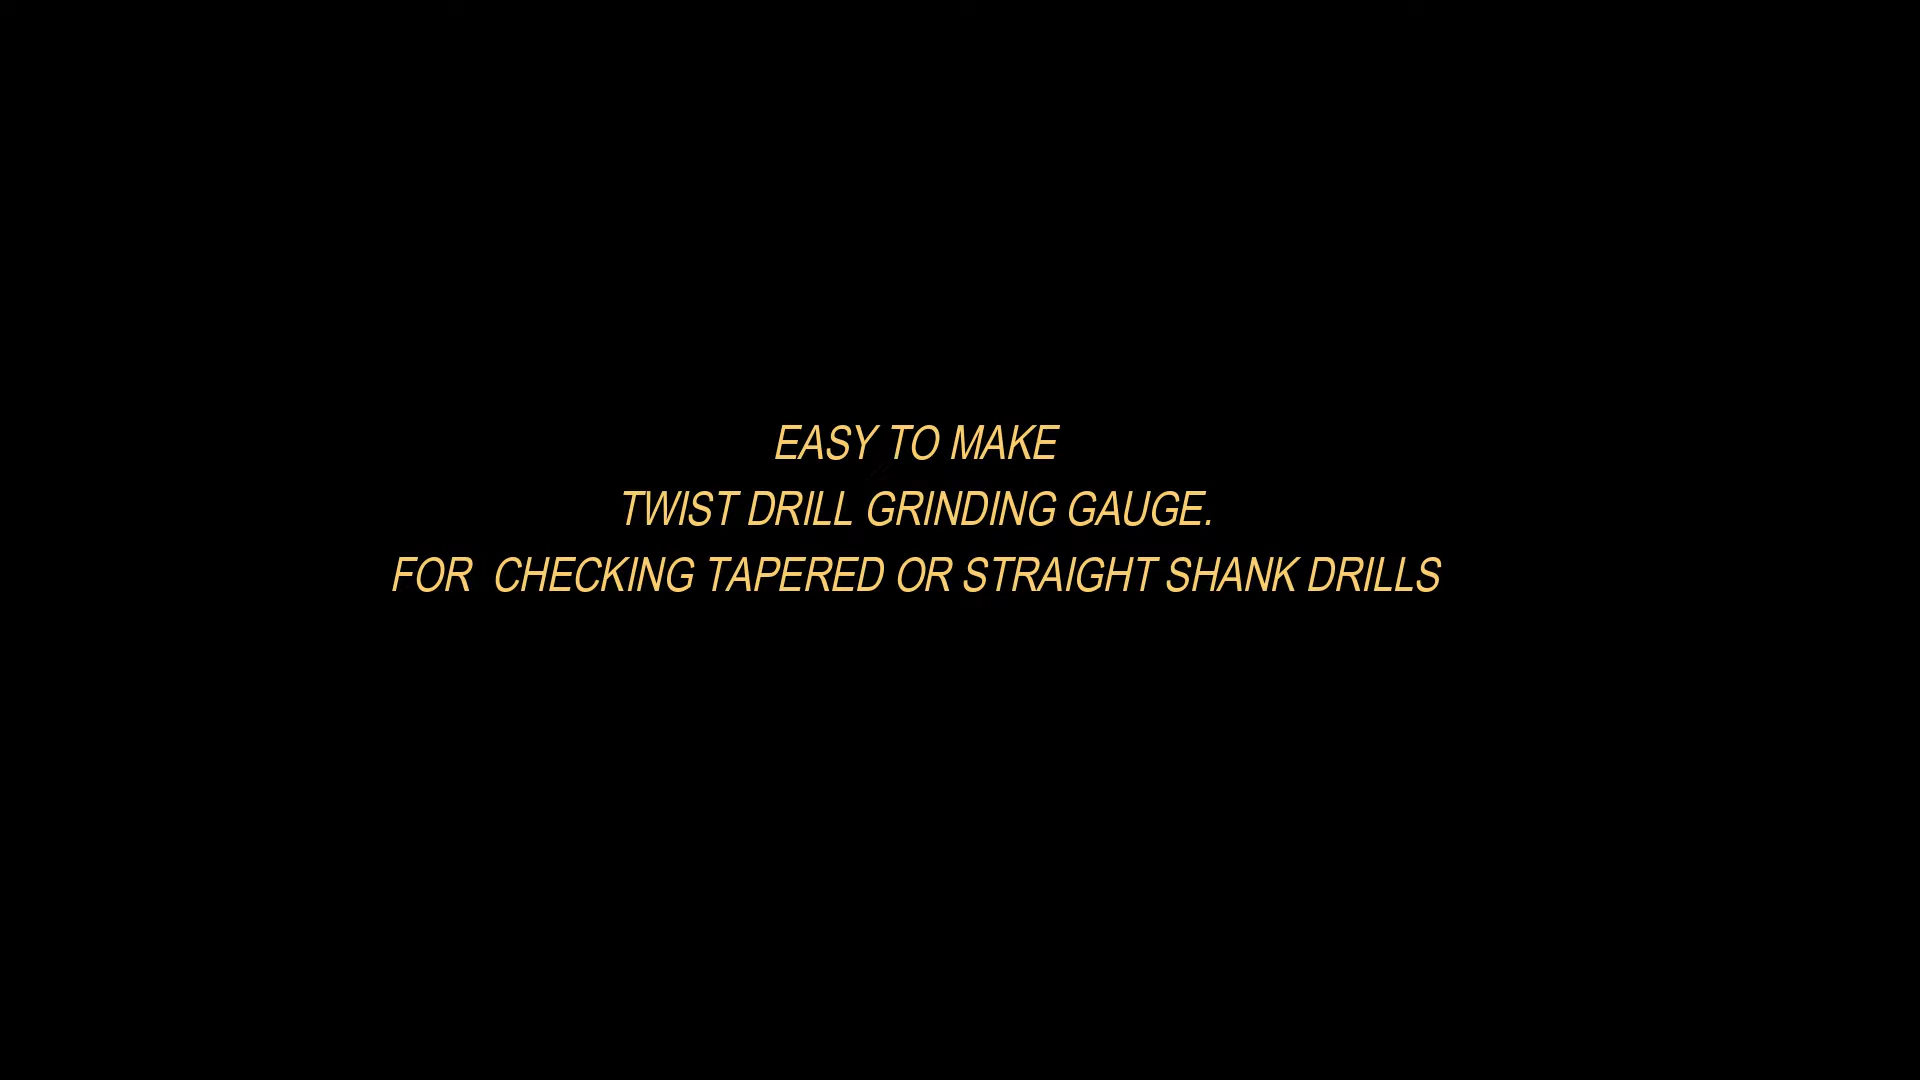 EASY TO MAKE
TWIST DRILL GRINDING GAUGE.
FOR CHECKING TAPERED OR STRAIGHT SHANK DRILLS